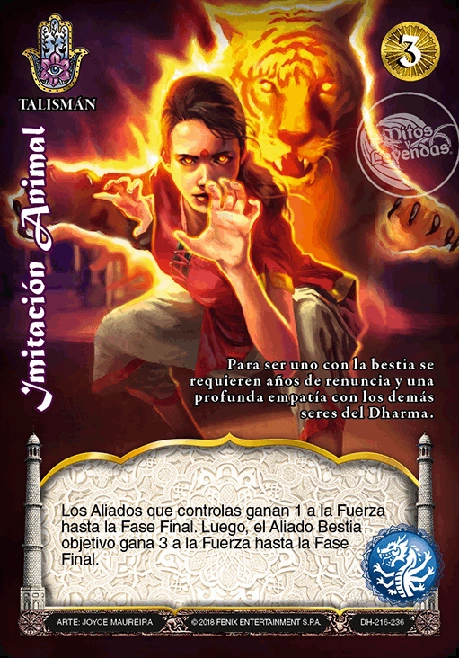 3
TALISMÁN
Mitos
y
Leyendas
Imitación Animal
Para ser uno con la bestia se
requieren años de renuncia y una
profunda empatía con los demás
seres del Dharma.
Los Aliados que controlas ganan 1 a la Fuerza
hasta la Fase Final. Luego, el Aliado Bestia
objetivo gana 3 a la Fuerza hasta la Fase
Final.
ARTE: JOYCE MAUREIRA
©2018 FENIX ENTERTAINMENT S.P.A.
DH-216-236